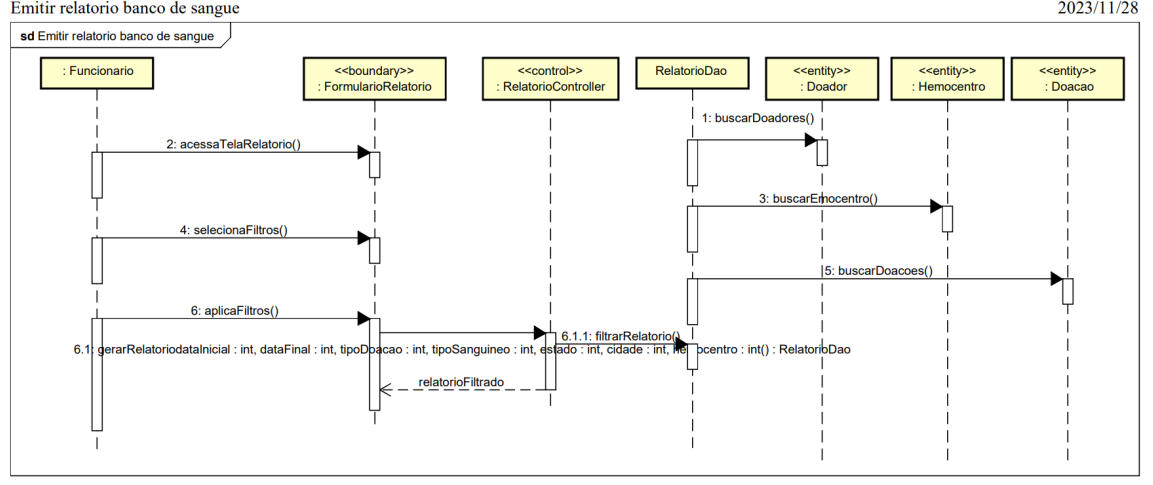 Emitir relatorio banco de sangue 2023/11/28
sd Emitir relatorio banco de sangue
: Funcionario
<<boundary>>
: FormularioRelatorio
<<control>>
: RelatorioController
RelatorioDao
<<entity>>
: Doador
<<entity>>
: Hemocentro
<<entity>>
: Doacao
1: buscarDoadores()
2: acessaTelaRelatorio()
3: buscarEmocentro()
4: selecionaFiltros()
5: buscarDoacoes()
6: aplicaFiltros()
6.1.1: filtrarRelatorio()
6.1: gerarRelatoriodataInicial : int, dataFinal : int, tipoDoacao : int, tipoSanguineo : int, estado : int, cidade : int, hemocentro : int() : RelatorioDao
relatorioFiltrado